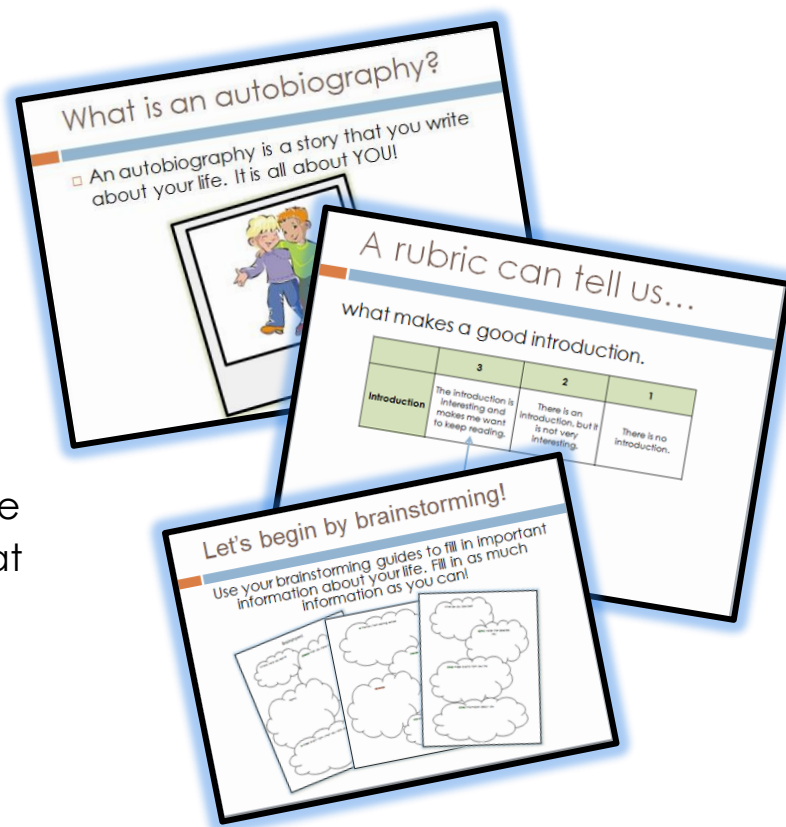 What is an autobiography?
□ An autobiography is a story that you write
about your life. It is all about YOU!
A rubric can tell us...
what makes a good introduction.
3
2
1
Introduction
The introduction is
interesting and
makes me want
to keep reading.
There is an
introduction, but it
is not very
interesting.
There is no
introduction.
e
at
Let's begin by brainstorming!
Use your brainstorming guides to fill in important
information about your life. Fill in as much
information as you can!